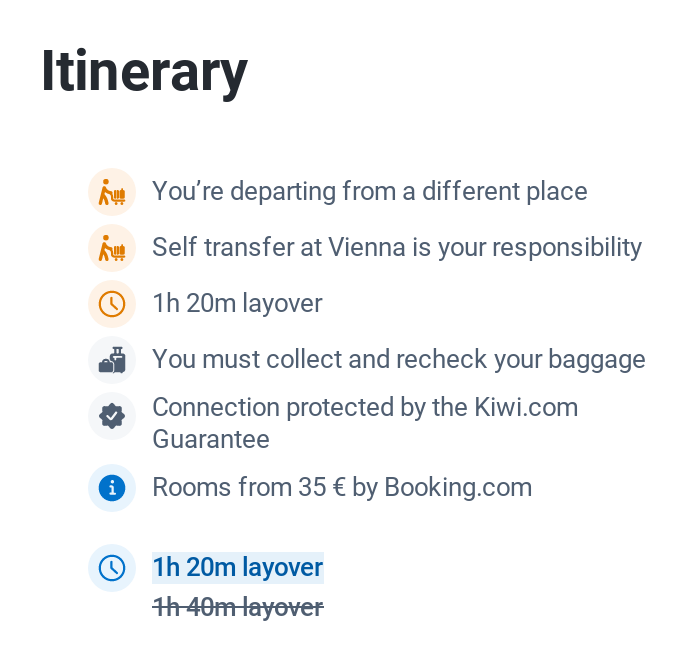 Itinerary
You’re departing from a different place
Self transfer at Vienna is your responsibility
1h 20m layover
You must collect and recheck your baggage
Connection protected by the Kiwi.com
Guarantee
Rooms from 35 € by Booking.com
1h 20m layover
1h 40m layover